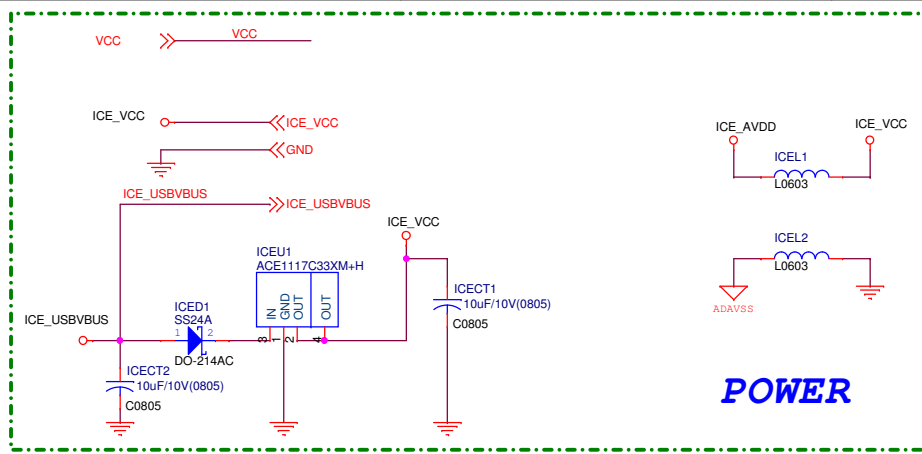 VCC VCC
ICE_VCC ICE_VCC
GND
ICE_AVDD ICE_VCC
ICEL1
L0603
ICE_USBVBUS ICE_USBVBUS
ICE_VCC
ICEL2
L0603
ICEU1
ACE1117C33XM+H
IN GND OUT OUT
3 1 2 4
ICECT1
10uF/10V(0805)
C0805
ADAVSS
ICE_USBVBUS
ICED1
SS24A
1 2
DO-214AC
ICECT2
10uF/10V(0805)
C0805
POWER